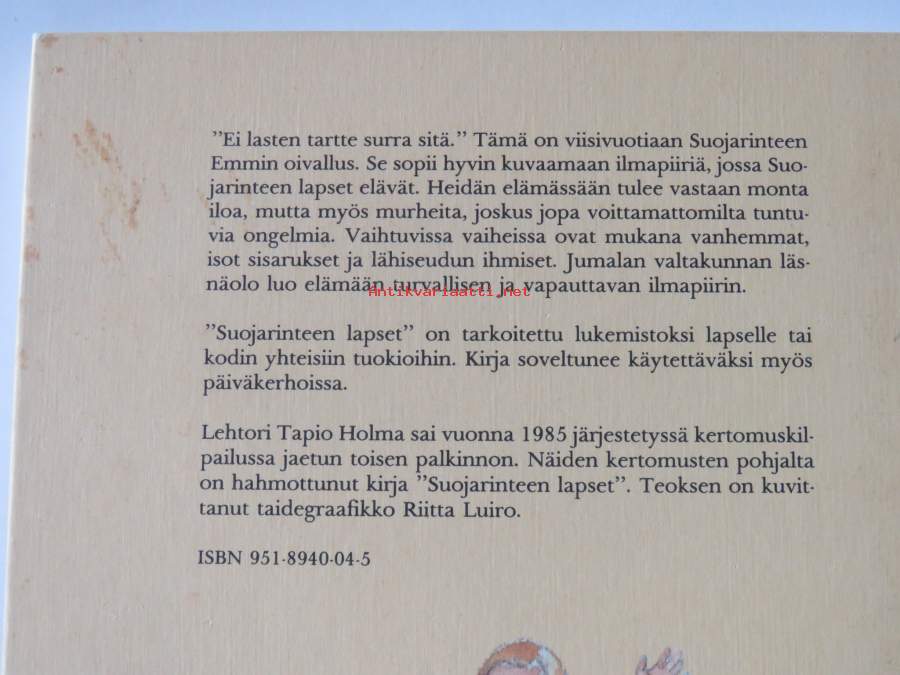 ”Ei lasten tartte surra sitä.” Tämä on viisivuotiaan Suojarinteen
Emmin oivallus. Se sopii hyvin kuvaamaan ilmapiiriä, jossa Suo-
jarinteen lapset elävät. Heidän elämässään tulee vastaan monta
iloa, mutta myös murheita, joskus jopa voittamattomilta tuntu-
via ongelmia. Vaihtuvissa vaiheissa ovat mukana vanhemmat,
isot sisarukset ja lähiseudun ihmiset. Jumalan valtakunnan läs-
näolo luo elämään turvallisen ja vapauttavan ilmapiirin.
Antikvariaatti.net
”Suojarinteen lapset” on tarkoitettu lukemistoksi lapselle tai
kodin yhteisiin tuokioihin. Kirja soveltunee käytettäväksi myös
päiväkerhoissa.
Lehtori Tapio Holma sai vuonna 1985 järjestetyssä kertomuskil-
pailussa jaetun toisen palkinnon. Näiden kertomusten pohjalta
on hahmottunut kirja ”Suojarinteen lapset”. Teoksen on kuvit-
tanut taidegraafikko Riitta Luiro.
ISBN 951-8940-04-5